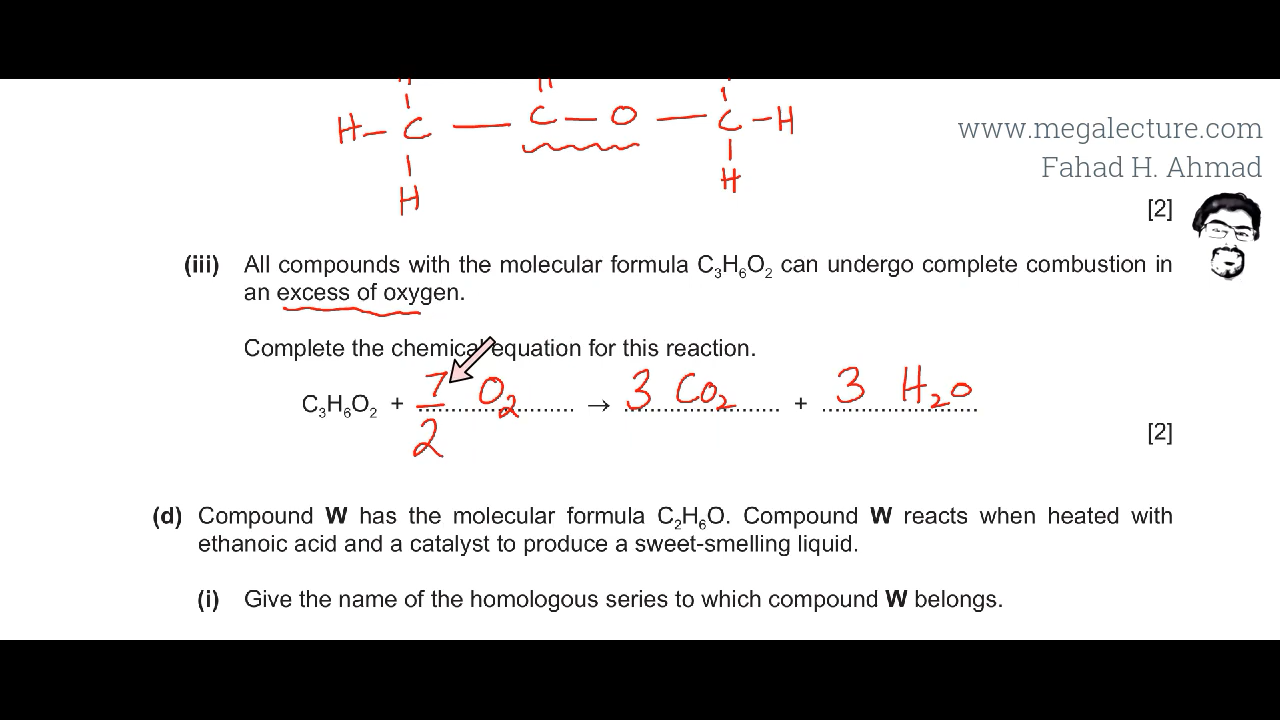 H – C — C — O — C – H
www.megalecture.com
Fahad H. Ahmad
H
H
[2]
(iii) All compounds with the molecular formula C₃H₆O₂ can undergo complete combustion in
an excess of oxygen.
Complete the chemical equation for this reaction.
C₃H₆O₂ + 7/2 O₂ → 3 CO₂ + 3 H₂O
[2]
(d) Compound W has the molecular formula C₂H₆O. Compound W reacts when heated with
ethanoic acid and a catalyst to produce a sweet-smelling liquid.
(i) Give the name of the homologous series to which compound W belongs.